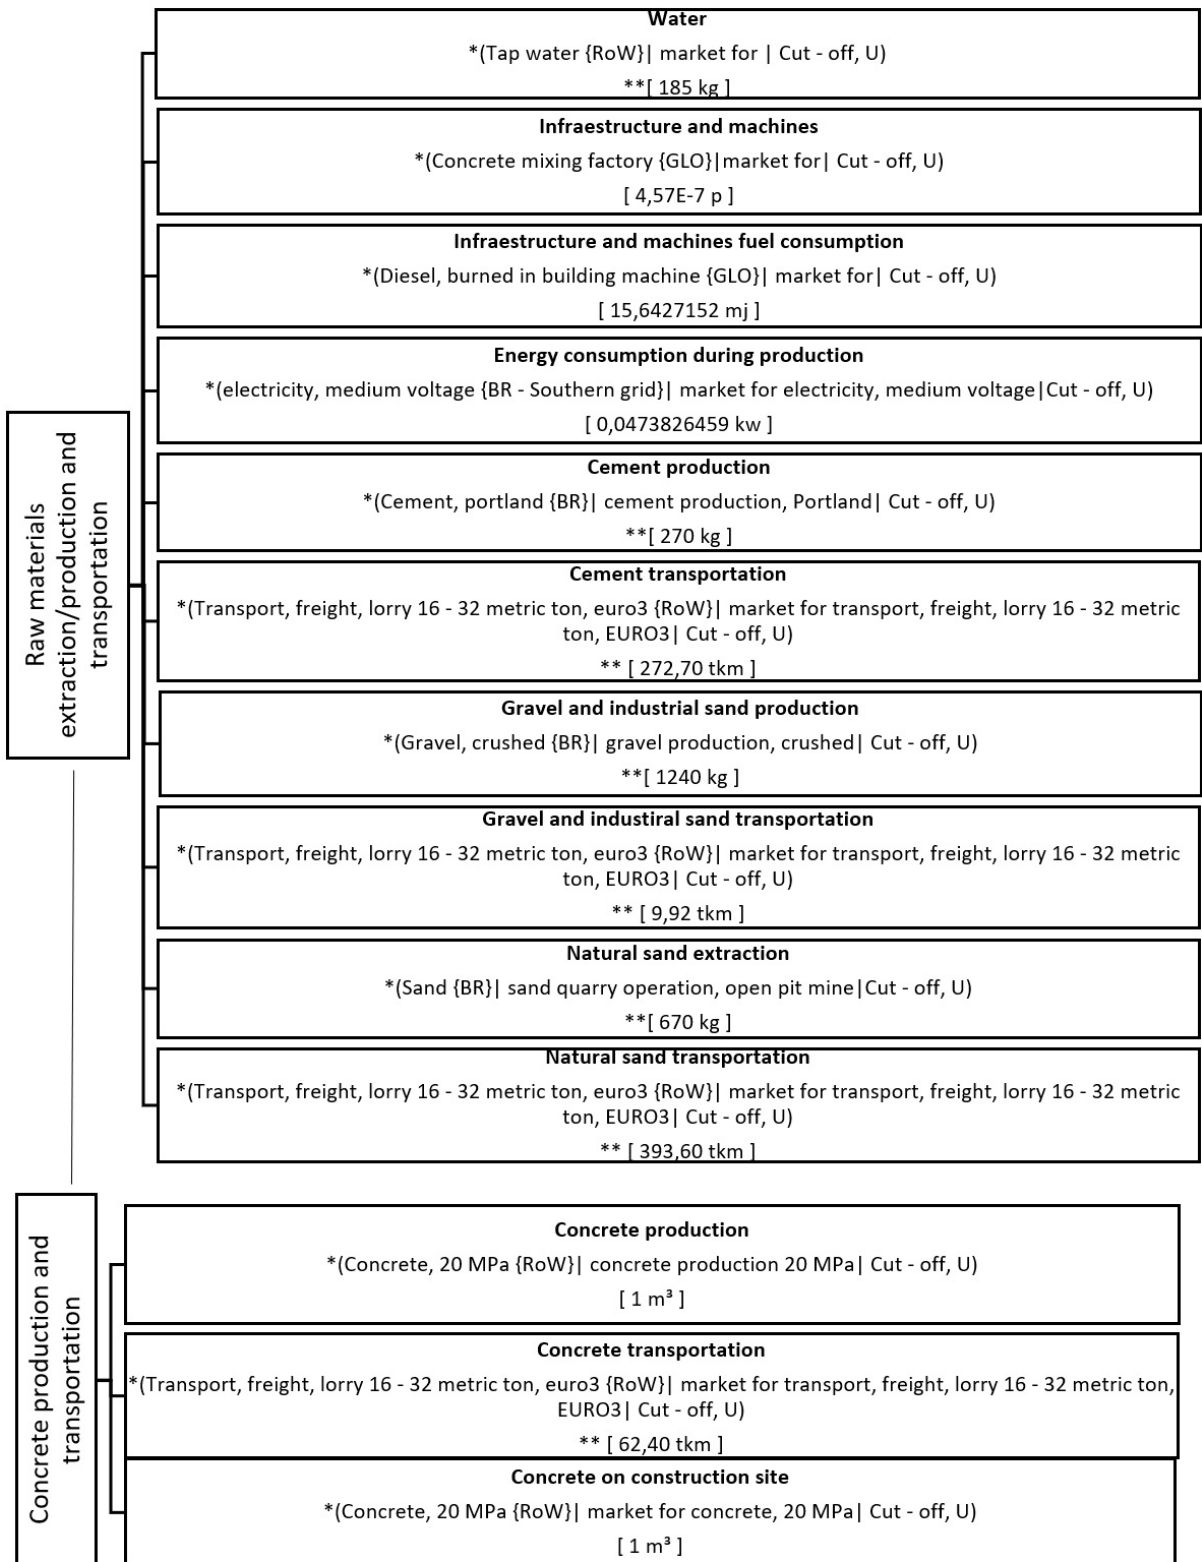 Water
*(Tap water {RoW}| market for | Cut - off, U)
**[ 185 kg ]
Infraestructure and machines
*(Concrete mixing factory {GLO}|market for| Cut - off, U)
[ 4,57E-7 p ]
Infraestructure and machines fuel consumption
*(Diesel, burned in building machine {GLO}| market for| Cut - off, U)
[ 15,6427152 mj ]
Energy consumption during production
*(electricity, medium voltage {BR - Southern grid}| market for electricity, medium voltage|Cut - off, U)
[ 0,0473826459 kw ]
Cement production
*(Cement, portland {BR}| cement production, Portland| Cut - off, U)
**[ 270 kg ]
Cement transportation
*(Transport, freight, lorry 16 - 32 metric ton, euro3 {RoW}| market for transport, freight, lorry 16 - 32 metric
ton, EURO3| Cut - off, U)
** [ 272,70 tkm ]
Gravel and industrial sand production
*(Gravel, crushed {BR}| gravel production, crushed| Cut - off, U)
**[ 1240 kg ]
Gravel and industiral sand transportation
*(Transport, freight, lorry 16 - 32 metric ton, euro3 {RoW}| market for transport, freight, lorry 16 - 32 metric
ton, EURO3| Cut - off, U)
** [ 9,92 tkm ]
Natural sand extraction
*(Sand {BR}| sand quarry operation, open pit mine|Cut - off, U)
**[ 670 kg ]
Natural sand transportation
*(Transport, freight, lorry 16 - 32 metric ton, euro3 {RoW}| market for transport, freight, lorry 16 - 32 metric
ton, EURO3| Cut - off, U)
** [ 393,60 tkm ]
Raw materials
extraction/production and
transportation
Concrete production
*(Concrete, 20 MPa {RoW}| concrete production 20 MPa| Cut - off, U)
[ 1 m³ ]
Concrete transportation
*(Transport, freight, lorry 16 - 32 metric ton, euro3 {RoW}| market for transport, freight, lorry 16 - 32 metric ton,
EURO3| Cut - off, U)
** [ 62,40 tkm ]
Concrete on construction site
*(Concrete, 20 MPa {RoW}| market for concrete, 20 MPa| Cut - off, U)
[ 1 m³ ]
Concrete production and
transportation